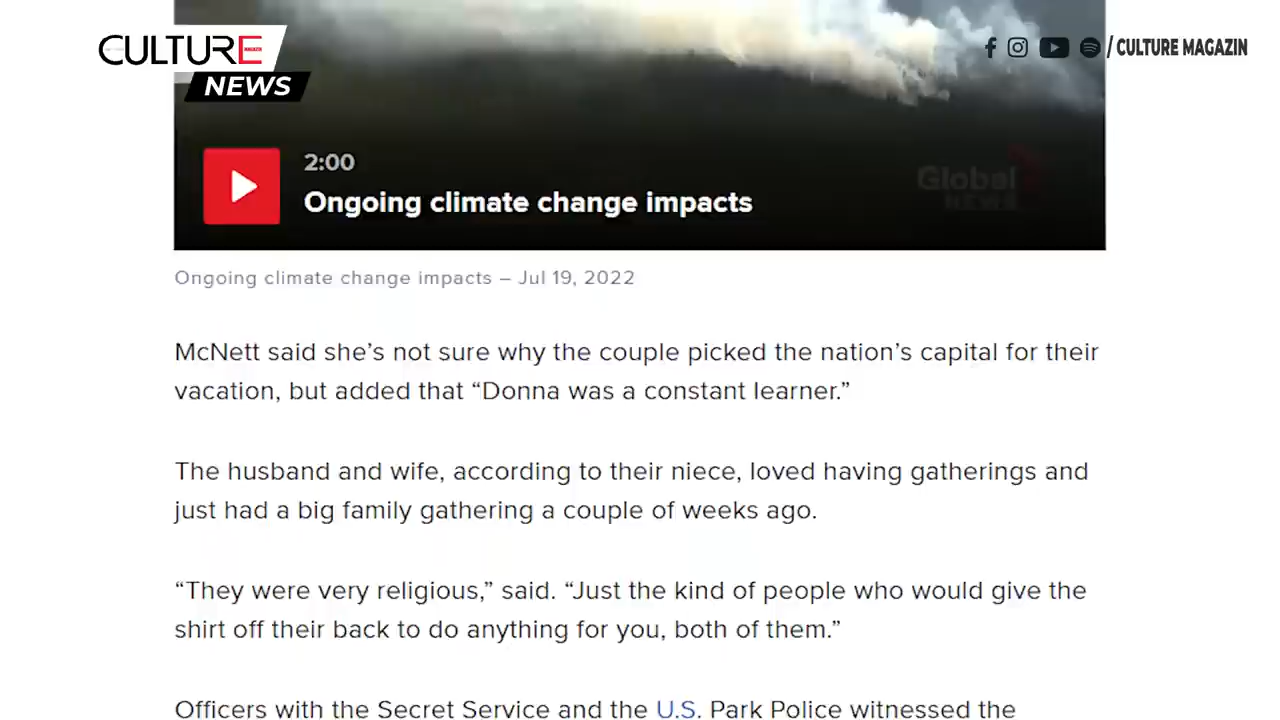 CULTURE
NEWS
/ CULTURE MAGAZIN
2:00
Ongoing climate change impacts
Global
NEWS
Ongoing climate change impacts – Jul 19, 2022
McNett said she’s not sure why the couple picked the nation’s capital for their
vacation, but added that “Donna was a constant learner.”
The husband and wife, according to their niece, loved having gatherings and
just had a big family gathering a couple of weeks ago.
“They were very religious,” said. “Just the kind of people who would give the
shirt off their back to do anything for you, both of them.”
Officers with the Secret Service and the U.S. Park Police witnessed the